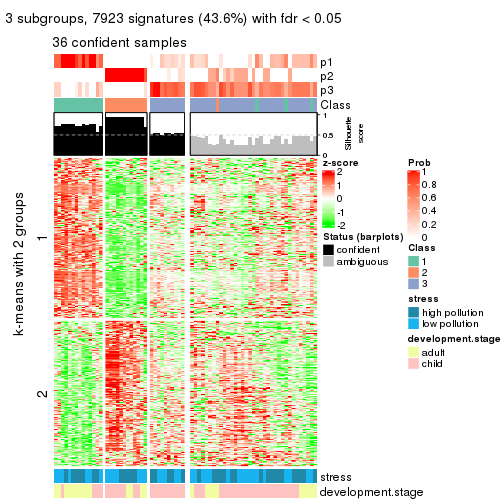 3 subgroups, 7923 signatures (43.6%) with fdr < 0.05
36 confident samples
p1
p2
p3
Class
1
0.5
0
Silhouette
score
k-means with 2 groups
1
2
z-score
2
1
0
-1
-2
Status (barplots)
confident
ambiguous
Prob
1
0.8
0.6
0.4
0.2
0
Class
1
2
3
stress
high pollution
low pollution
development.stage
adult
child
stress
development.stage